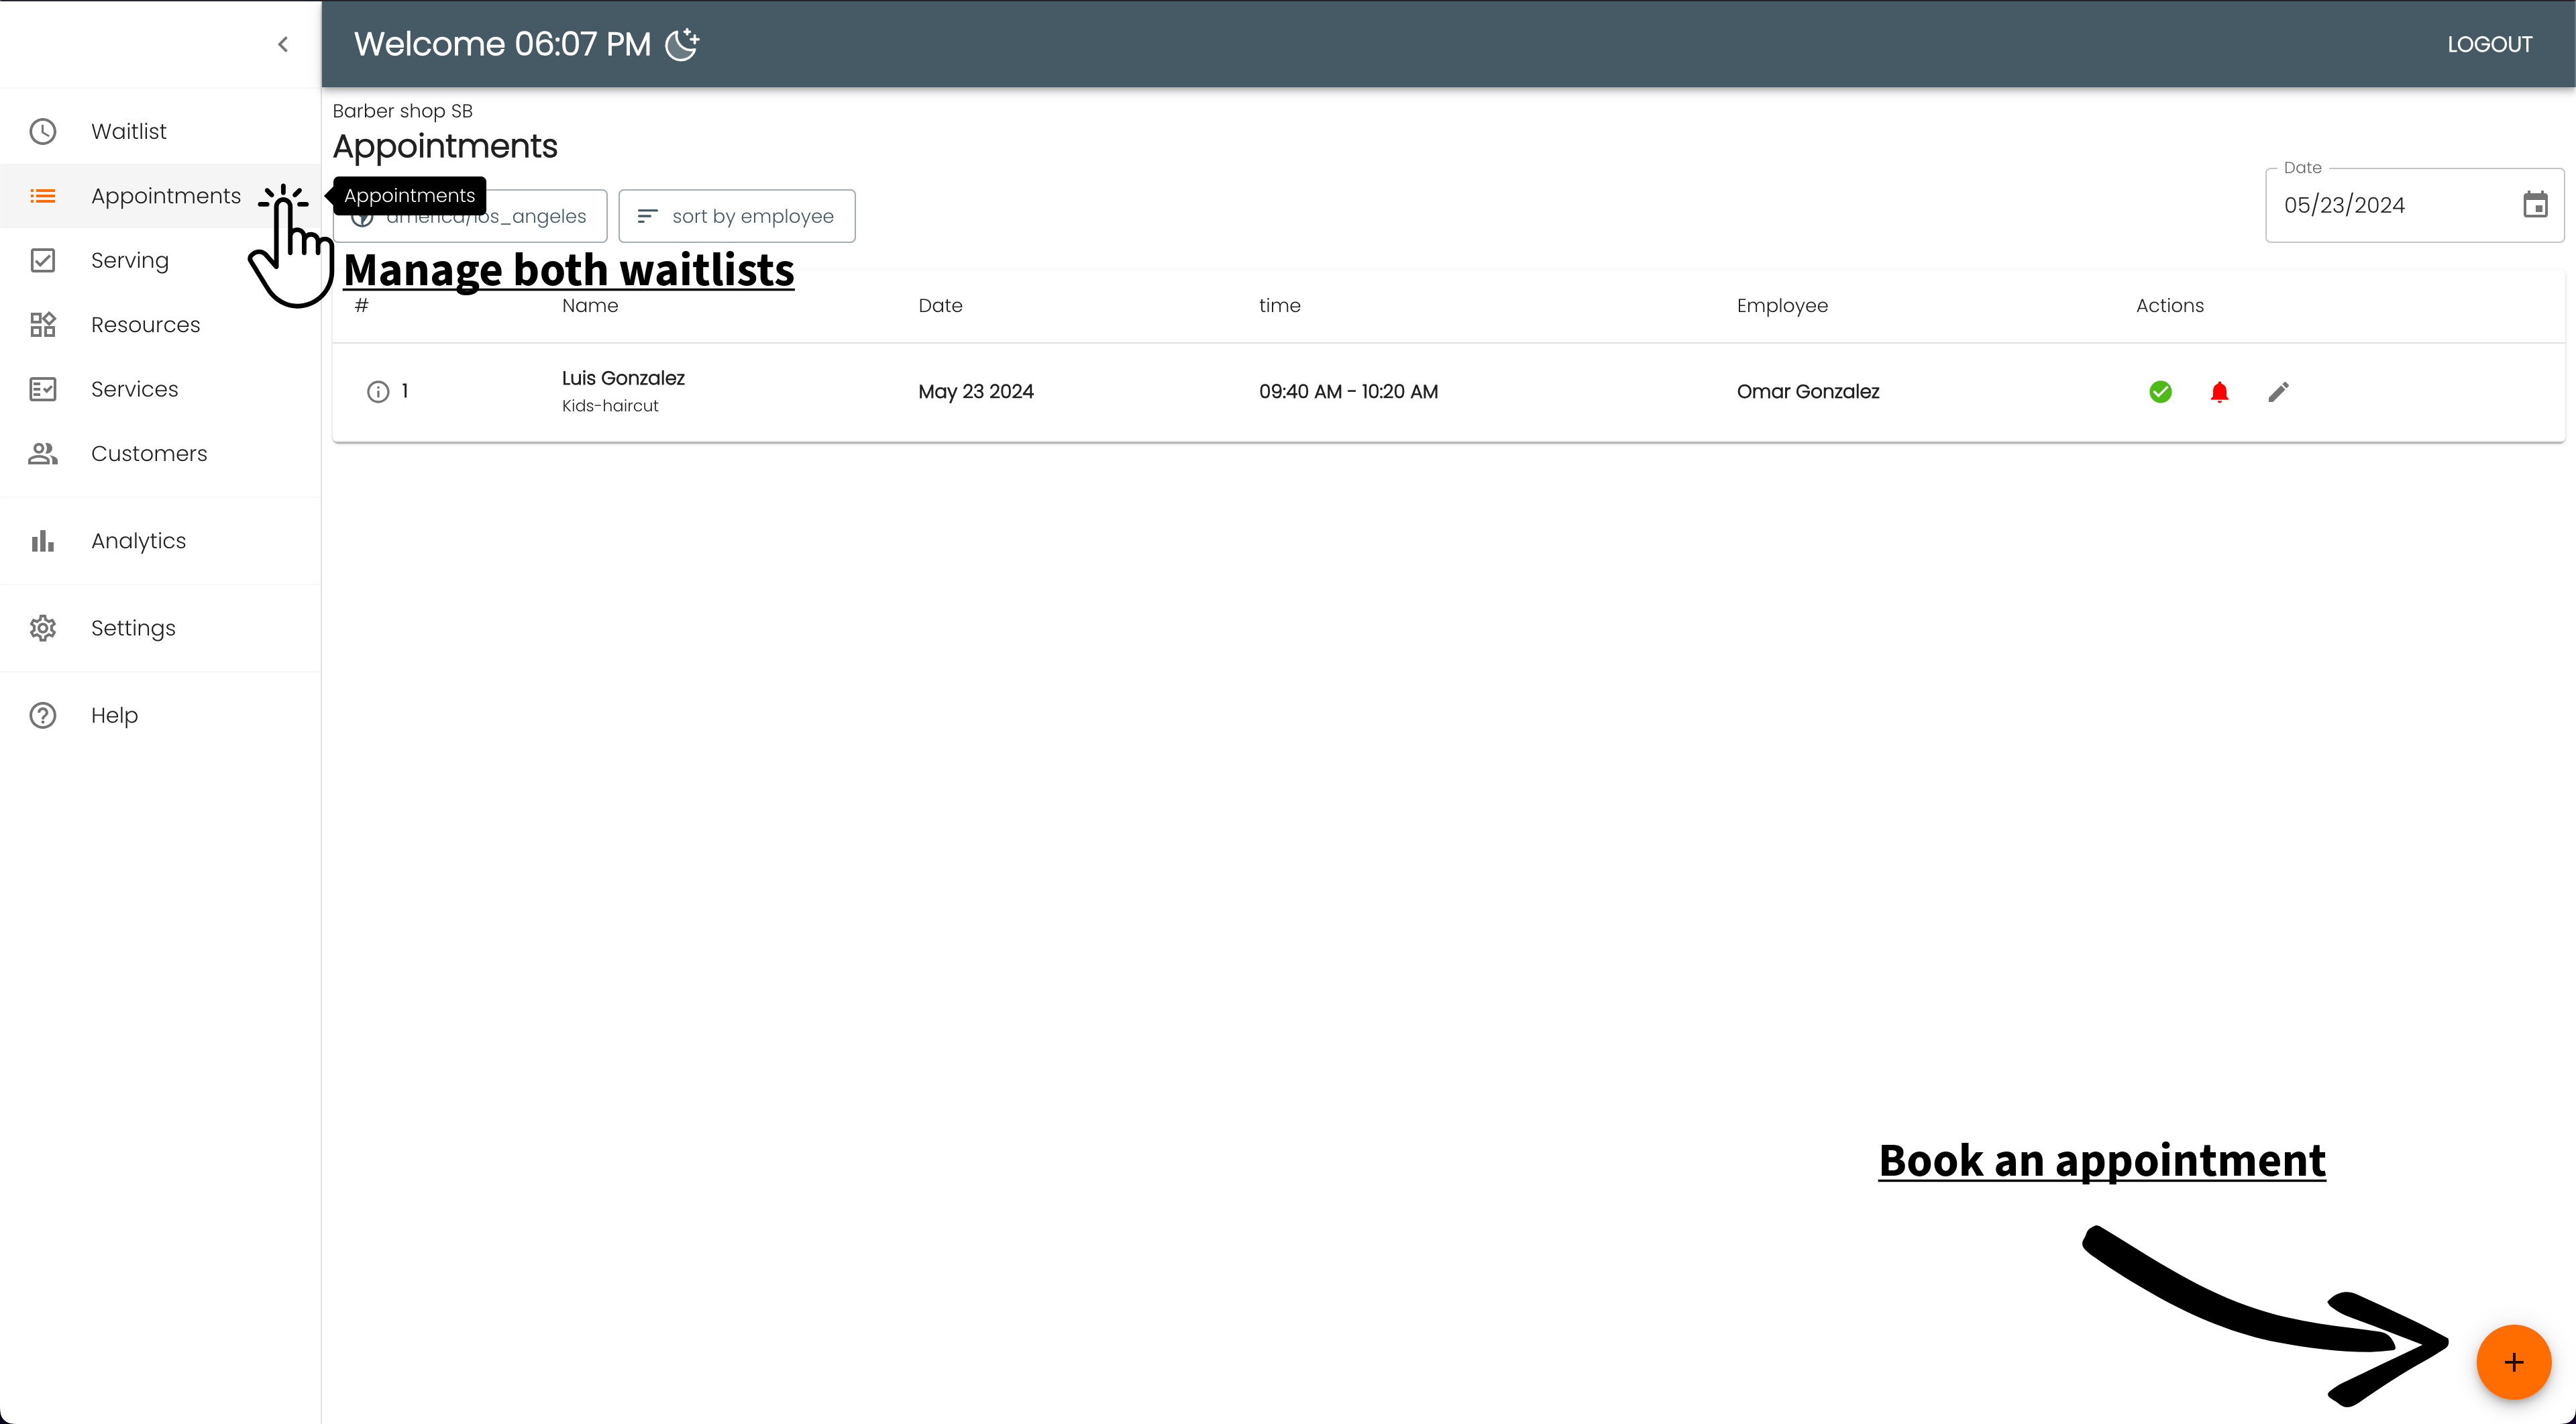 Welcome 06:07 PM
LOGOUT
Waitlist
Appointments
Serving
Resources
Services
Customers
Analytics
Settings
Help
Barber shop SB
Appointments
Appointments
america/los_angeles
sort by employee
Date
05/23/2024
Manage both waitlists
# Name Date time Employee Actions
1 Luis Gonzalez May 23 2024 09:40 AM - 10:20 AM Omar Gonzalez
Kids-haircut
Book an appointment
+